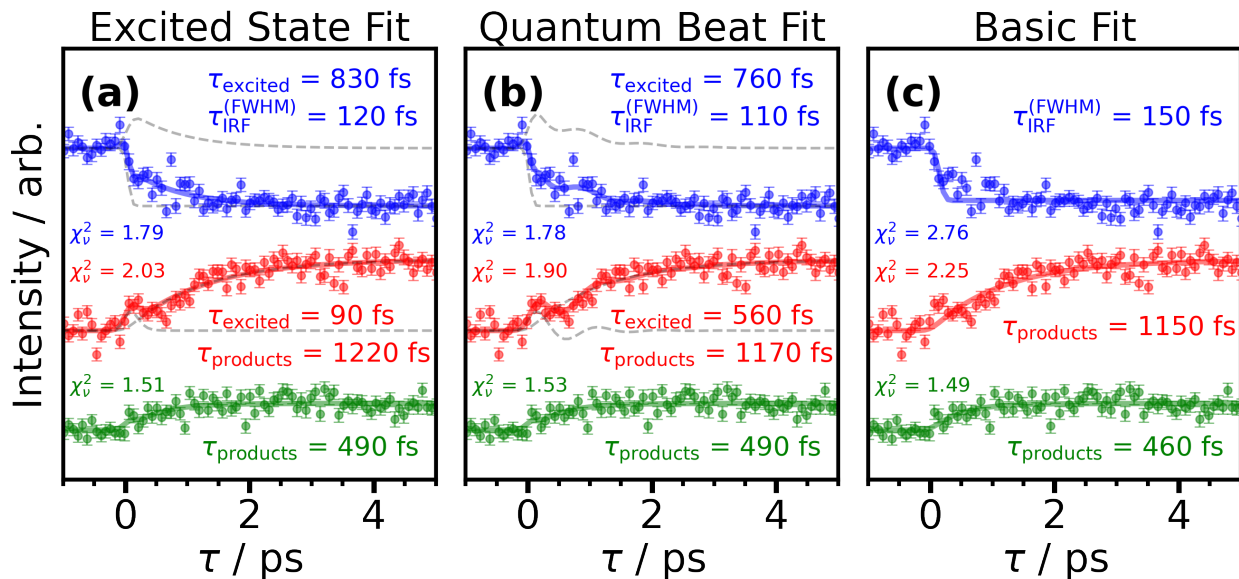 Excited State Fit
Quantum Beat Fit
Basic Fit
Intensity / arb.
(a)
τexcited = 830 fs
τIRF(FWHM) = 120 fs
χν² = 1.79
χν² = 2.03
τexcited = 90 fs
τproducts = 1220 fs
χν² = 1.51
τproducts = 490 fs
0 2 4
τ / ps
(b)
τexcited = 760 fs
τIRF(FWHM) = 110 fs
χν² = 1.78
χν² = 1.90
τexcited = 560 fs
τproducts = 1170 fs
χν² = 1.53
τproducts = 490 fs
0 2 4
τ / ps
(c)
τIRF(FWHM) = 150 fs
χν² = 2.76
χν² = 2.25
τproducts = 1150 fs
χν² = 1.49
τproducts = 460 fs
0 2 4
τ / ps